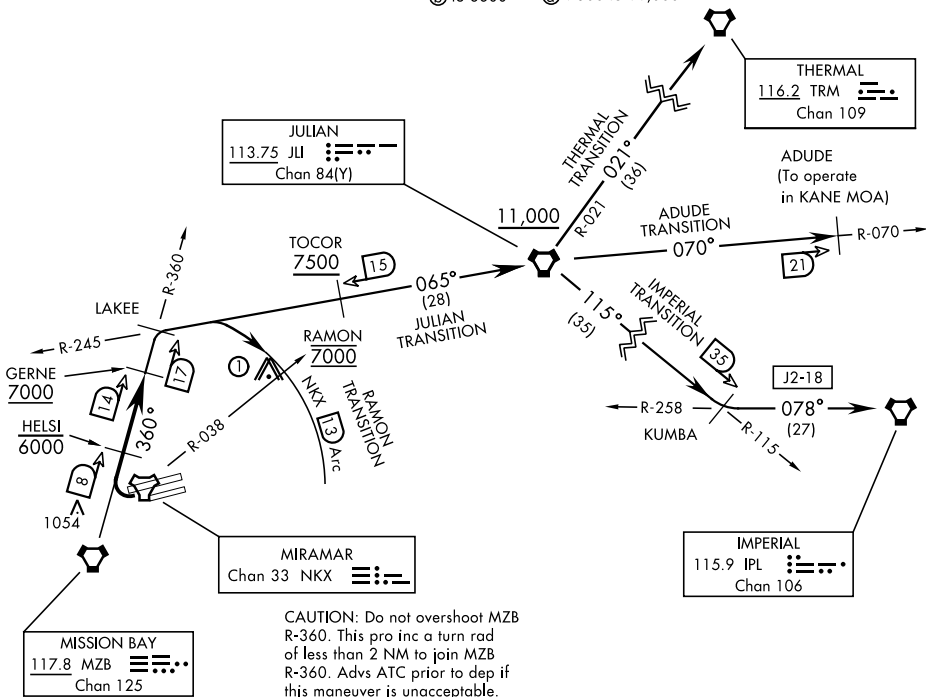 THERMAL
116.2 TRM
Chan 109
JULIAN
113.75 JLI
Chan 84(Y)
THERMAL
TRANSITION
021°
(36)
R-021
ADUDE
(To operate
in KANE MOA)
11,000
ADUDE
TRANSITION
070°
R-070
21
TOCOR
7500
15
065°
(28)
JULIAN
TRANSITION
R-360
LAKEE
R-245
17
GERNE
7000
14
HELSI
6000
360°
8
1054
1
RAMON
7000
R-038
NKX
13
Arc
RAMON
TRANSITION
115°
(35)
IMPERIAL
TRANSITION
35
J2-18
R-258
KUMBA
078°
(27)
R-115
IMPERIAL
115.9 IPL
Chan 106
MIRAMAR
Chan 33 NKX
MISSION BAY
117.8 MZB
Chan 125
CAUTION: Do not overshoot MZB
R-360. This pro inc a turn rad
of less than 2 NM to join MZB
R-360. Advs ATC prior to dep if
this maneuver is unacceptable.